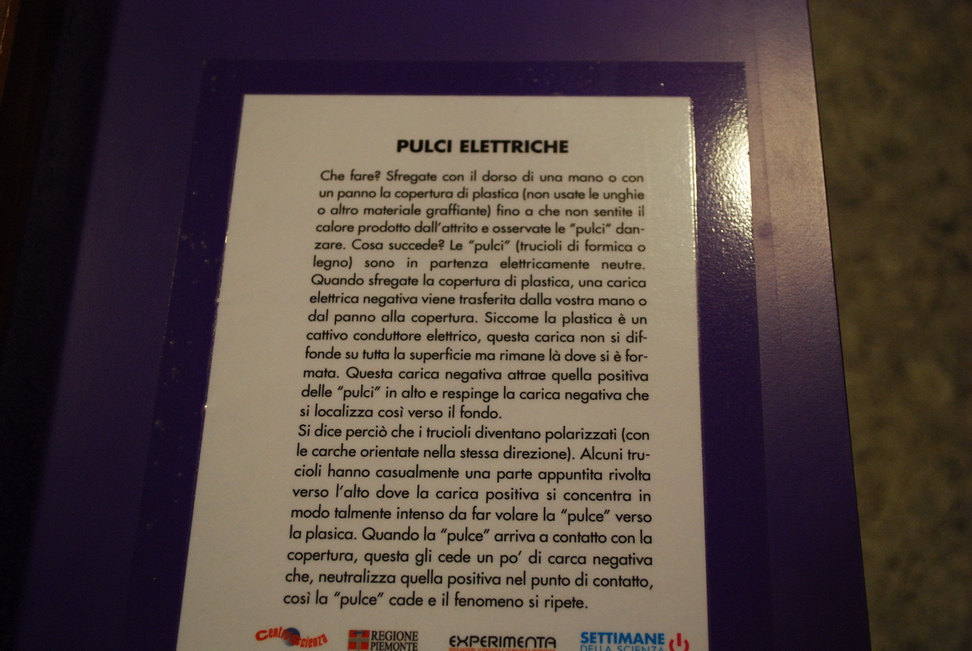 PULCI ELETTRICHE
Che fare? Sfregate con il dorso di una mano o con
un panno la copertura di plastica (non usate le unghie
o altro materiale graffiante) fino a che non sentite il
calore prodotto dall'attrito e osservate le "pulci" dan-
zare. Cosa succede? Le "pulci" (trucioli di formica o
legno) sono in partenza elettricamente neutre.
Quando sfregate la copertura di plastica, una carica
elettrica negativa viene trasferita dalla vostra mano o
dal panno alla copertura. Siccome la plastica è un
cattivo conduttore elettrico, questa carica non si dif-
fonde su tutta la superficie ma rimane là dove si è for-
mata. Questa carica negativa attrae quella positiva
delle "pulci" in alto e respinge la carica negativa che
si localizza così verso il fondo.
Si dice perciò che i trucioli diventano polarizzati (con
le carche orientate nella stessa direzione). Alcuni tru-
cioli hanno casualmente una parte appuntita rivolta
verso l'alto dove la carica positiva si concentra in
modo talmente intenso da far volare la "pulce" verso
la plasica. Quando la "pulce" arriva a contatto con la
copertura, questa gli cede un po' di carca negativa
che, neutralizza quella positiva nel punto di contatto,
così la "pulce" cade e il fenomeno si ripete.
CentroScienza
REGIONE
PIEMONTE
EXPERIMENTA
SETTIMANE
DELLA SCIENZA